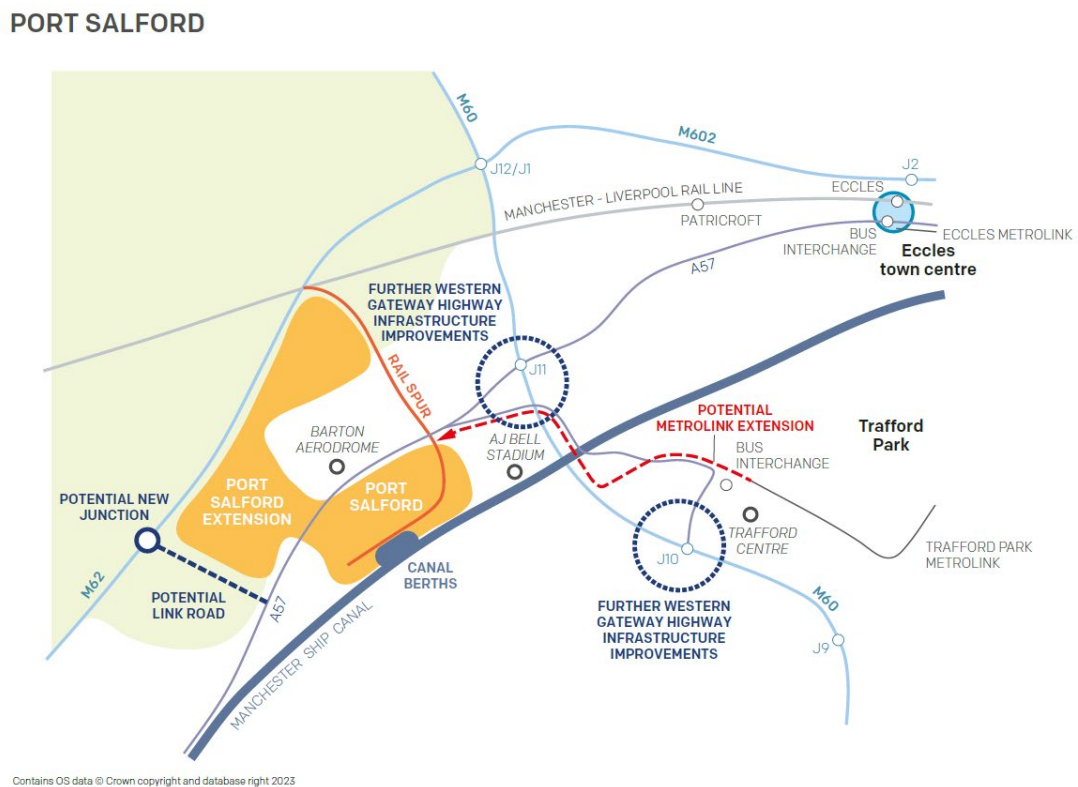 PORT SALFORD
M60
M602
J12/J1
J2
MANCHESTER - LIVERPOOL RAIL LINE
ECCLES
PATRICROFT
BUS
INTERCHANGE
ECCLES METROLINK
Eccles
town centre
A57
FURTHER WESTERN
GATEWAY HIGHWAY
INFRASTRUCTURE
IMPROVEMENTS
RAIL SPUR
J11
BARTON
AERODROME
AJ BELL
STADIUM
POTENTIAL
METROLINK EXTENSION
BUS
INTERCHANGE
Trafford
Park
PORT
SALFORD
EXTENSION
PORT
SALFORD
POTENTIAL NEW
JUNCTION
TRAFFORD
CENTRE
J10
TRAFFORD PARK
METROLINK
CANAL
BERTHS
M62
POTENTIAL
LINK ROAD
A57
MANCHESTER SHIP CANAL
FURTHER WESTERN
GATEWAY HIGHWAY
INFRASTRUCTURE
IMPROVEMENTS
M60
J9
Contains OS data © Crown copyright and database right 2023